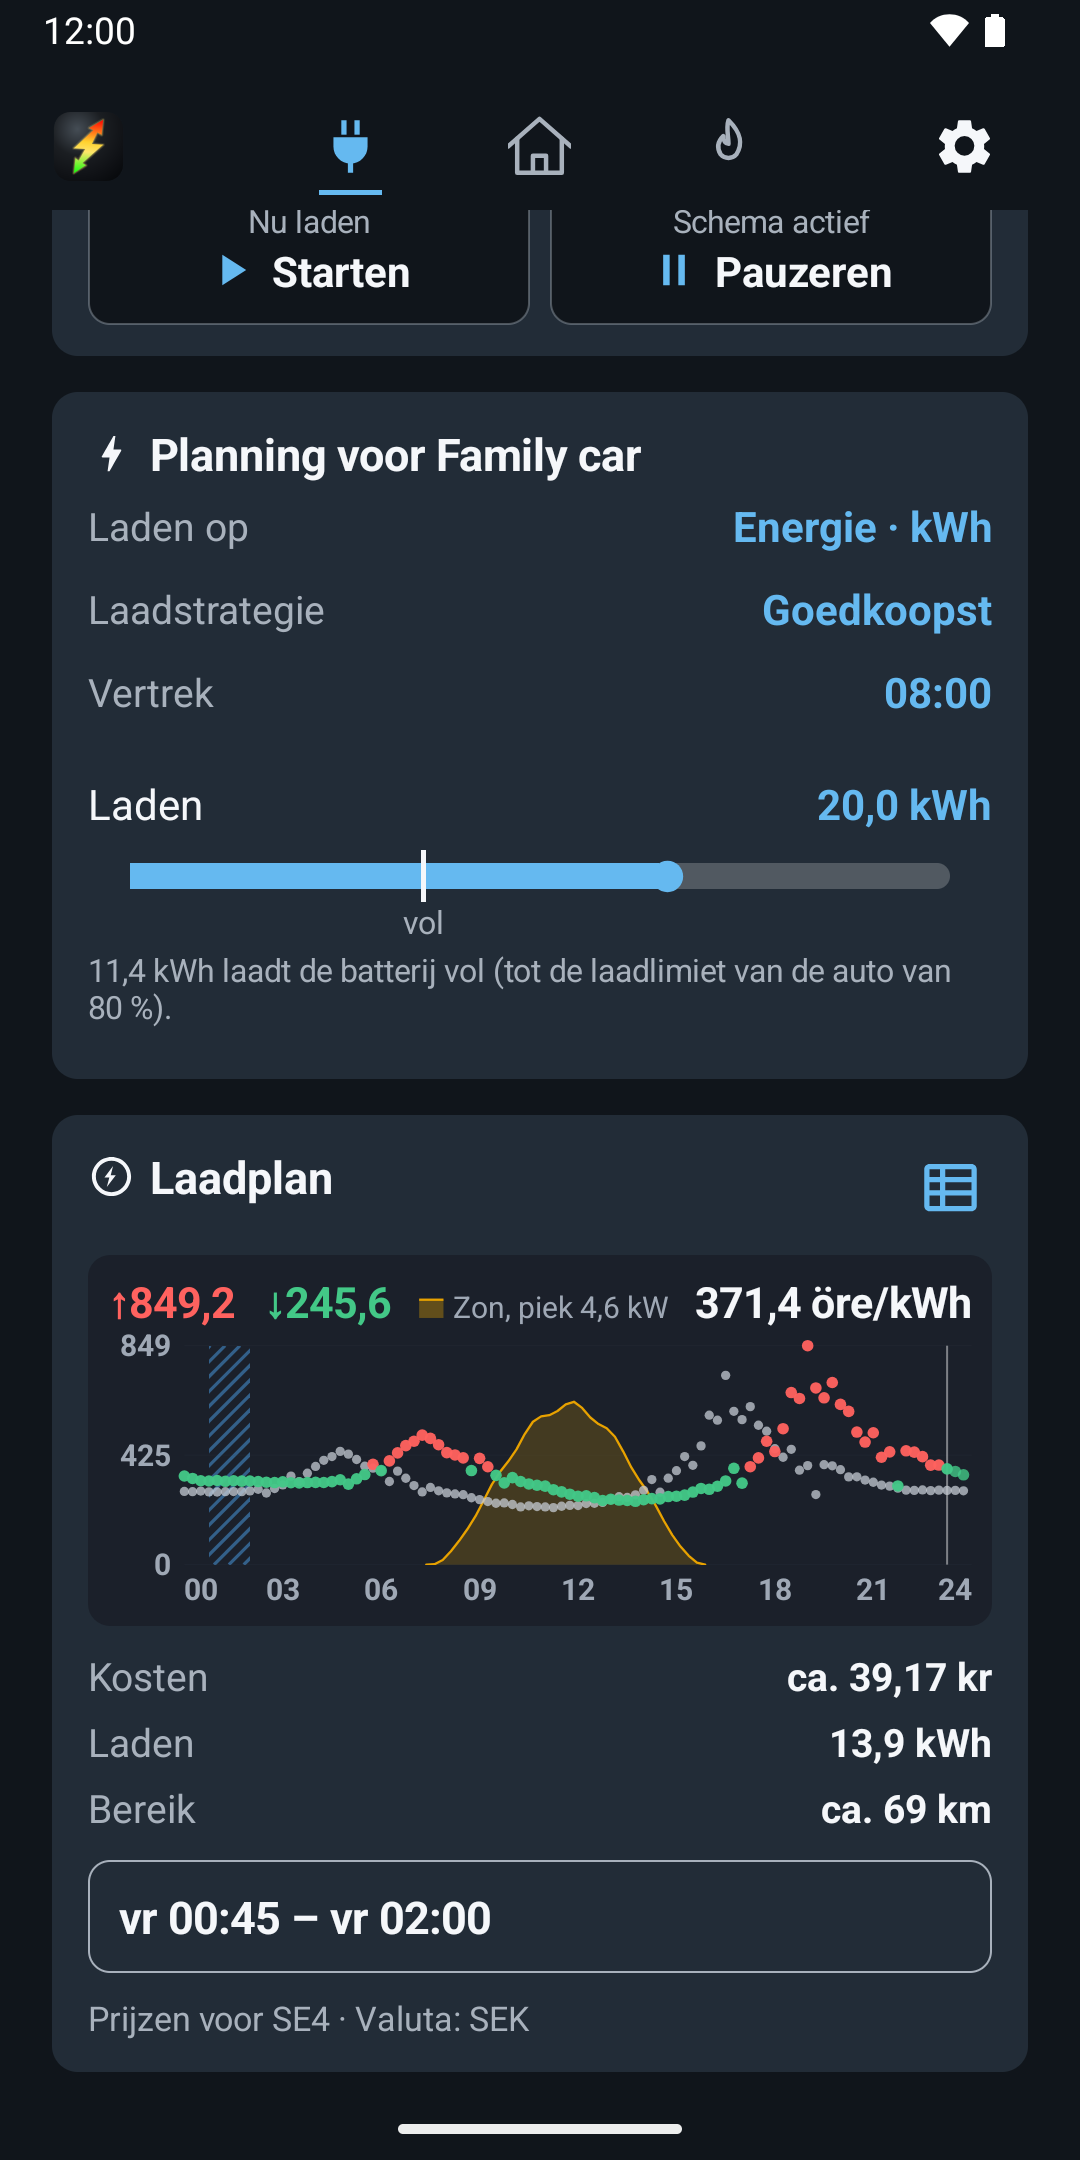 12:00
Nu laden
Starten
Schema actief
Pauzeren
Planning voor Family car
Laden op
Energie · kWh
Laadstrategie
Goedkoopst
Vertrek
08:00
Laden
20,0 kWh
vol
11,4 kWh laadt de batterij vol (tot de laadlimiet van de auto van
80 %).
Laadplan
↑849,2 ↓245,6 Zon, piek 4,6 kW 371,4 öre/kWh
849
425
0
00 03 06 09 12 15 18 21 24
Kosten
ca. 39,17 kr
Laden
13,9 kWh
Bereik
ca. 69 km
vr 00:45 – vr 02:00
Prijzen voor SE4 · Valuta: SEK